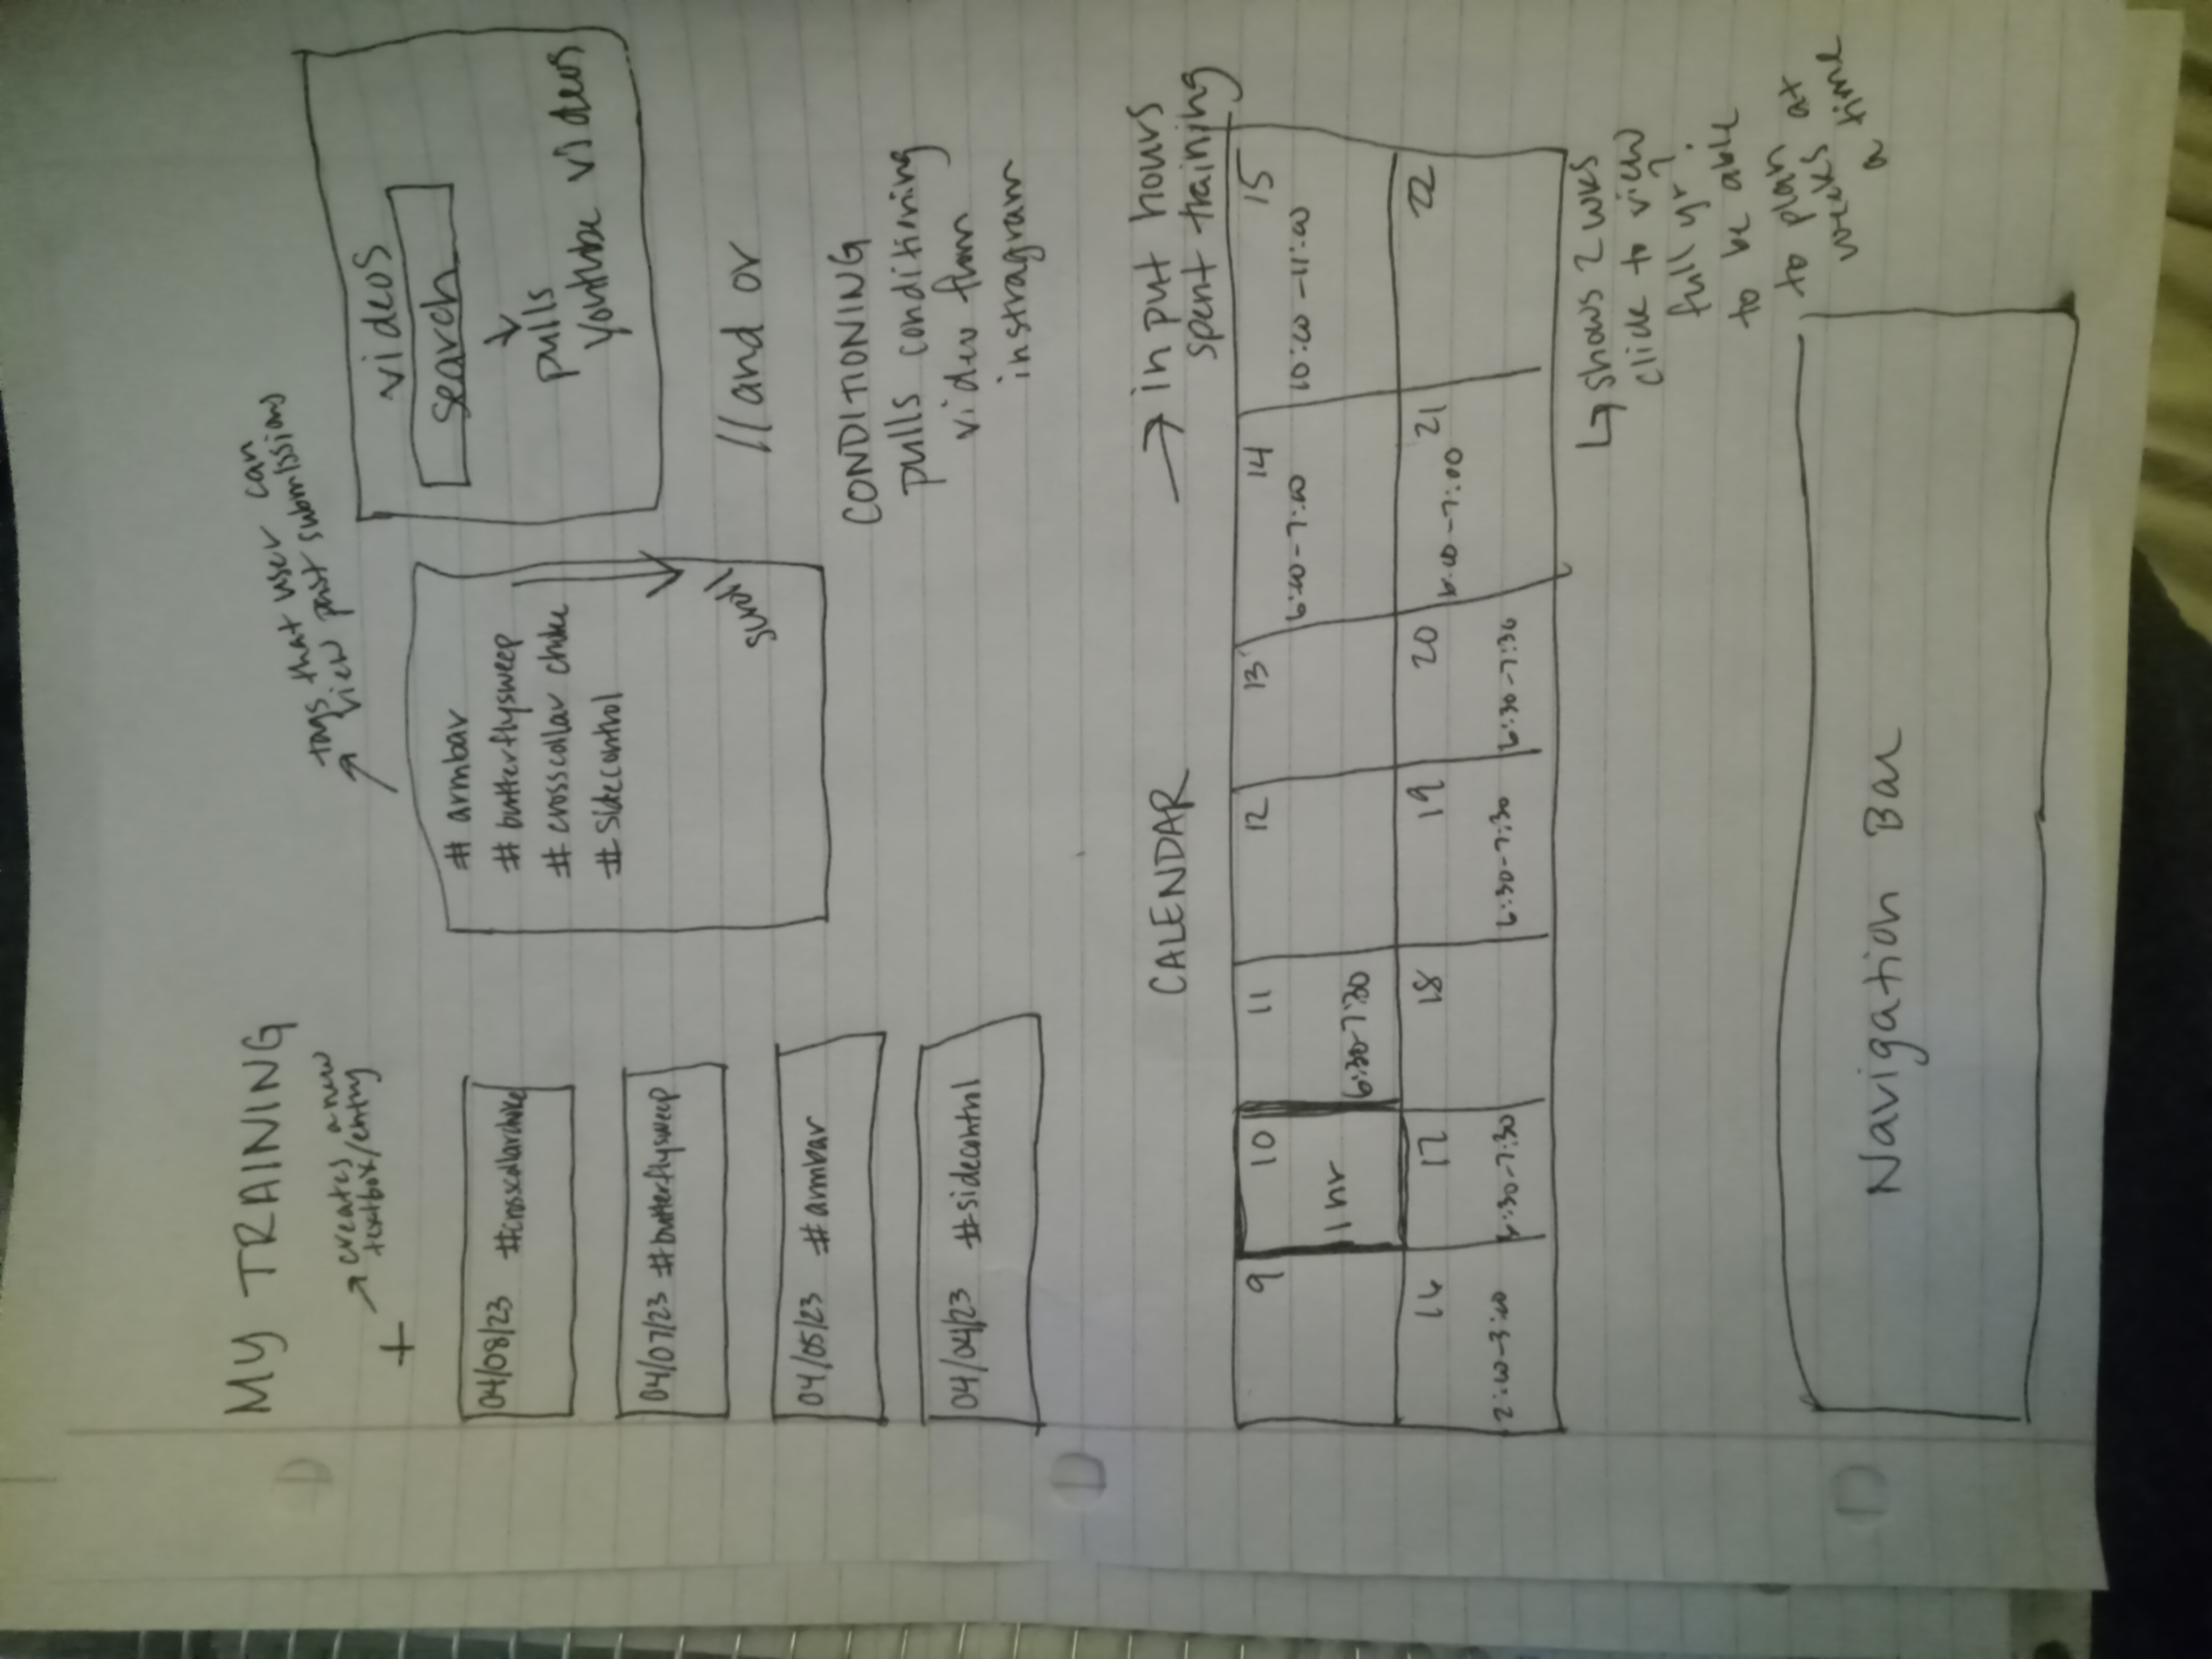 MY TRAINING
creates a new
textbox/entry
+
04/08/23 #crosscollarchoke
04/07/23 #butterflysweep
04/05/23 #armbar
04/04/23 #sidecontrol
tags that user can
view past submissions
# armbar
# butterflysweep
# crosscollar choke
# sidecontrol
scroll
videos
search
pulls
Youtube videos
//and or
CONDITIONING
pulls conditioning
video from
instragram
CALENDAR
input hours
spent training
9 10 11 12 13 14 15
6:00-7:00 10:00-11:00
1 hr 6:30-7:30
16 17 18 19 20 21 22
6:00-7:00
2:00-3:00 6:30-7:30 6:30-7:30 6:30-7:30
shows 2 wks
click to view
full yr?
to be able
to plan
weeks at
a time
Navigation Bar